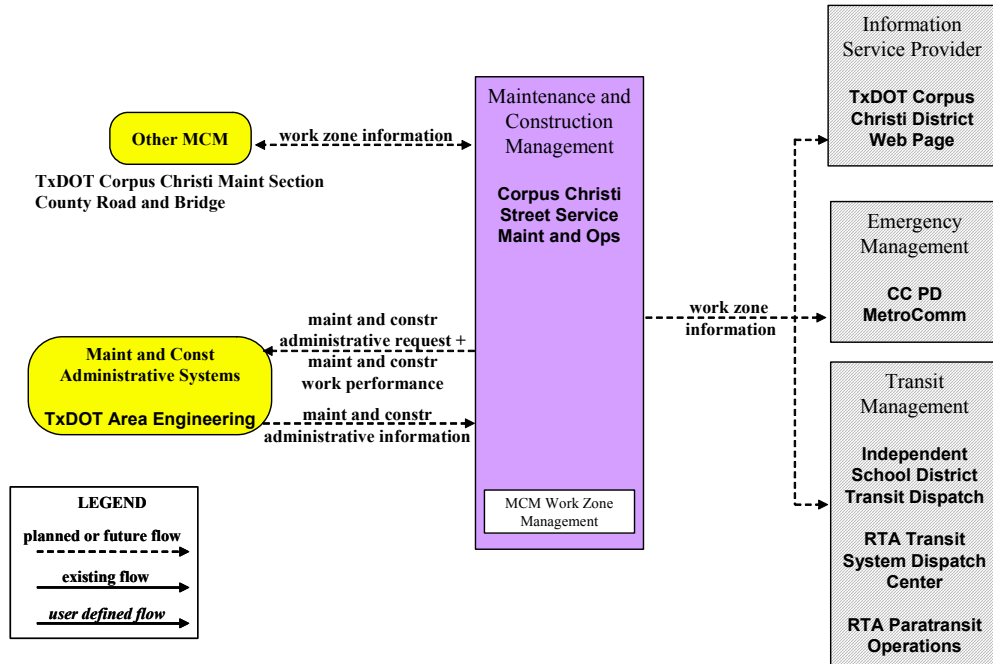 Other MCM
work zone information
TxDOT Corpus Christi Maint Section
County Road and Bridge
maint and constr
administrative request +
maint and constr
work performance
Maint and Const
Administrative Systems
TxDOT Area Engineering
maint and constr
administrative information
LEGEND
planned or future flow
existing flow
user defined flow
Maintenance and
Construction
Management
Corpus Christi
Street Service
Maint and Ops
MCM Work Zone
Management
work zone
information
Information
Service Provider
TxDOT Corpus
Christi District
Web Page
Emergency
Management
CC PD
MetroComm
Transit
Management
Independent
School District
Transit Dispatch
RTA Transit
System Dispatch
Center
RTA Paratransit
Operations